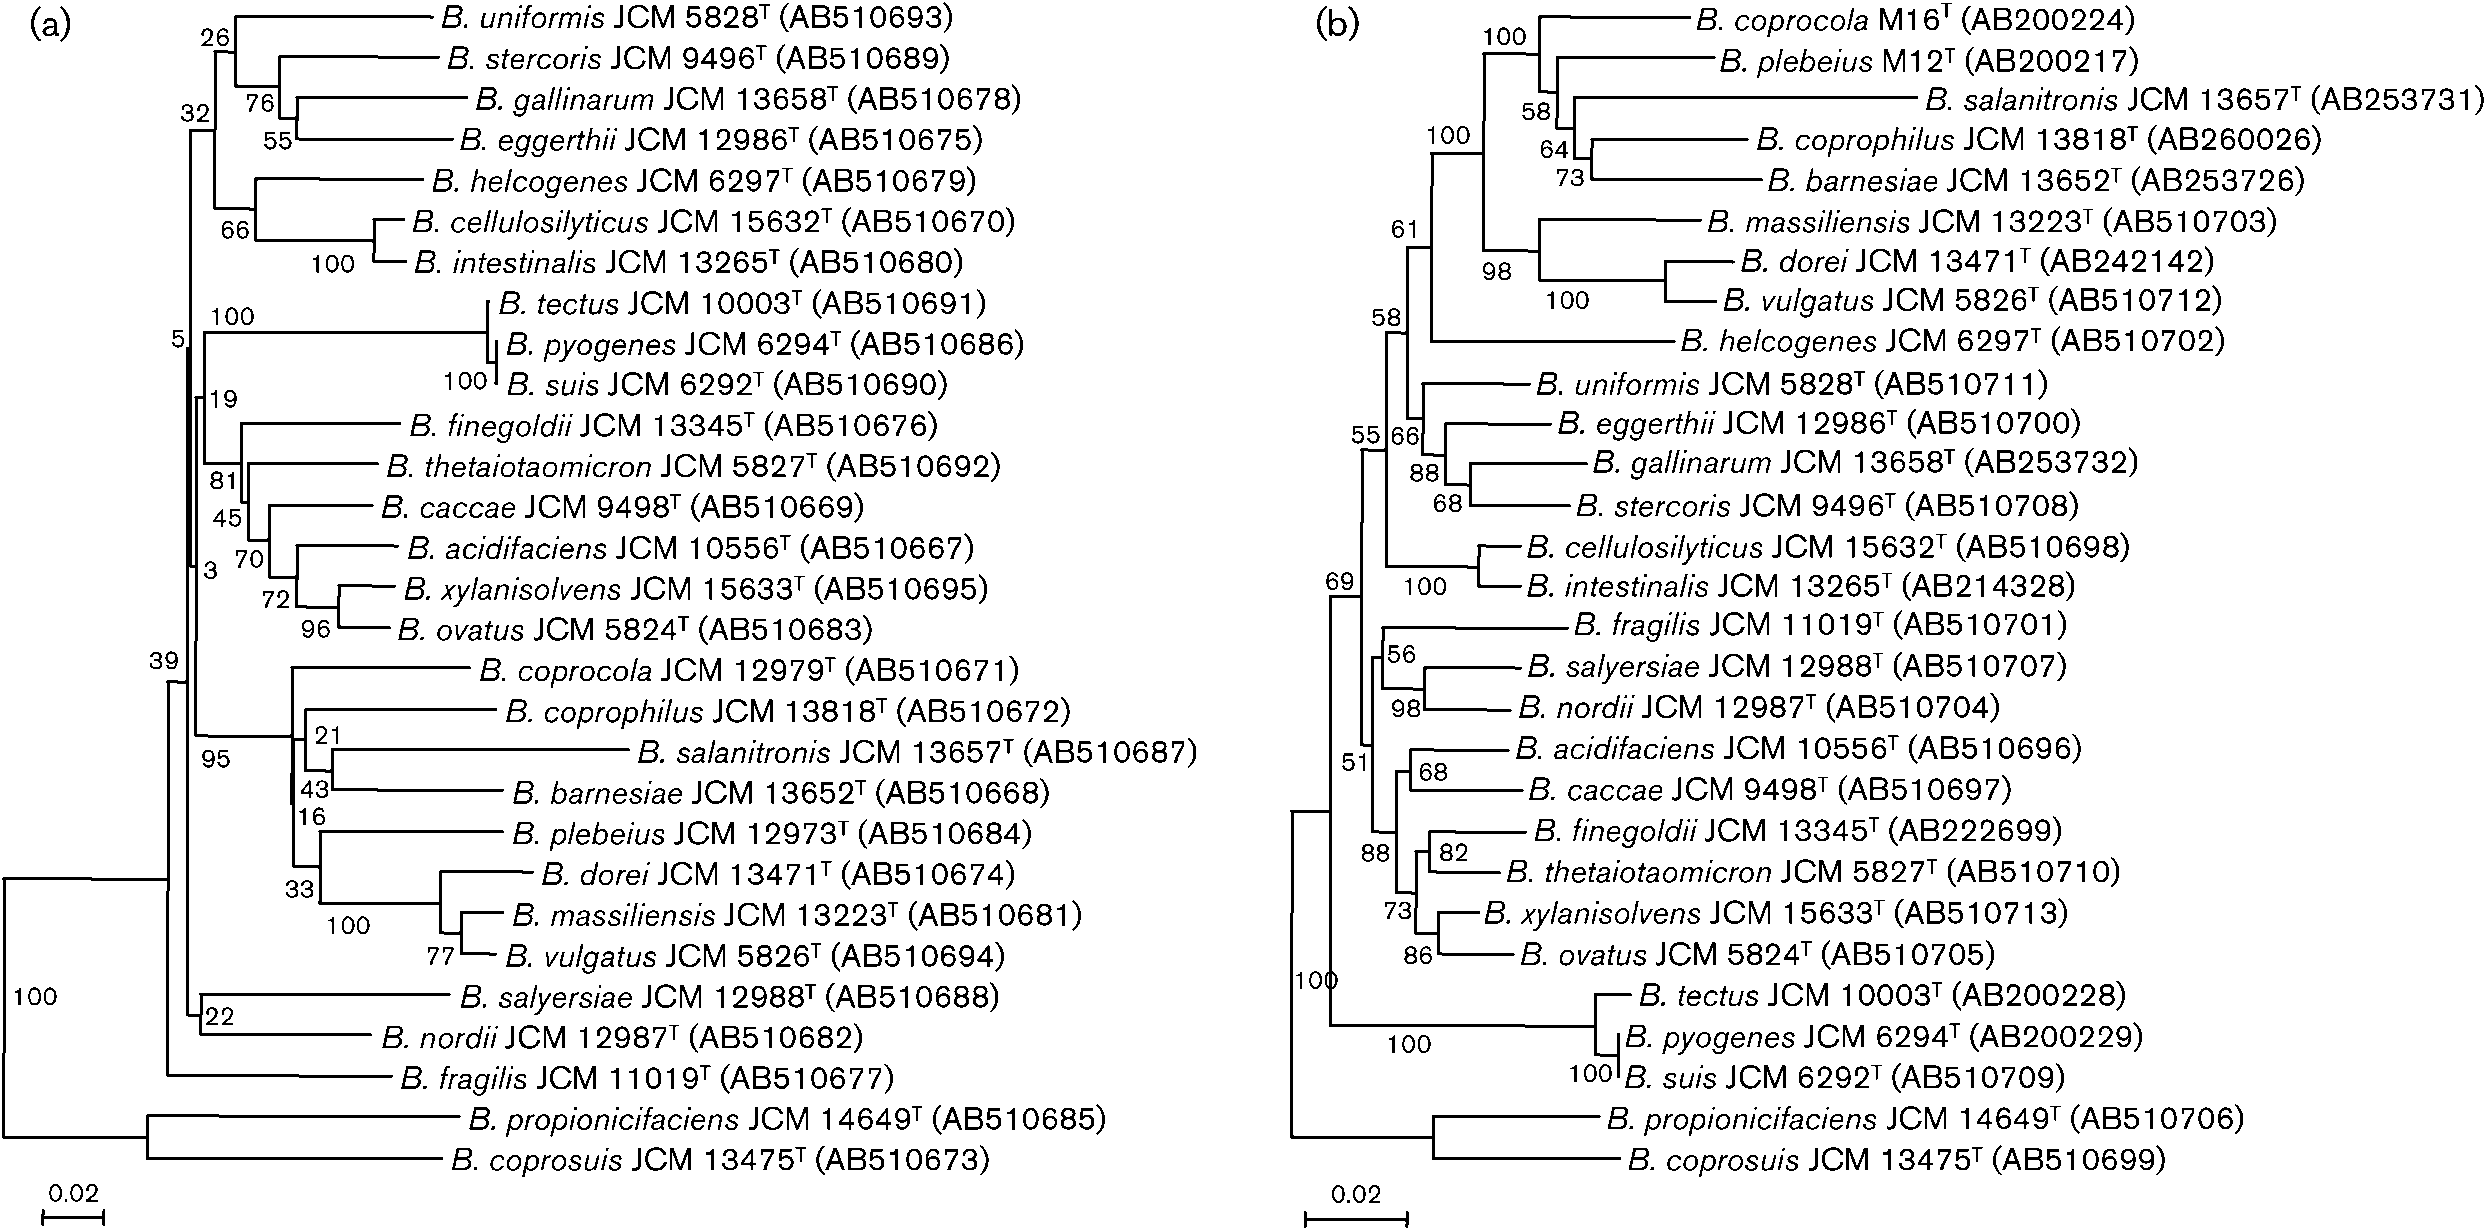 (a)
B. uniformis JCM 5828ᵀ (AB510693)
26
B. stercoris JCM 9496ᵀ (AB510689)
76
B. gallinarum JCM 13658ᵀ (AB510678)
32
55
B. eggerthii JCM 12986ᵀ (AB510675)
B. helcogenes JCM 6297ᵀ (AB510679)
66
B. cellulosilyticus JCM 15632ᵀ (AB510670)
100
B. intestinalis JCM 13265ᵀ (AB510680)
B. tectus JCM 10003ᵀ (AB510691)
100
5
B. pyogenes JCM 6294ᵀ (AB510686)
100
B. suis JCM 6292ᵀ (AB510690)
19
B. finegoldii JCM 13345ᵀ (AB510676)
B. thetaiotaomicron JCM 5827ᵀ (AB510692)
81
B. caccae JCM 9498ᵀ (AB510669)
45
B. acidifaciens JCM 10556ᵀ (AB510667)
70
3
B. xylanisolvens JCM 15633ᵀ (AB510695)
72
B. ovatus JCM 5824ᵀ (AB510683)
96
39
B. coprocola JCM 12979ᵀ (AB510671)
B. coprophilus JCM 13818ᵀ (AB510672)
21
B. salanitronis JCM 13657ᵀ (AB510687)
95
43
B. barnesiae JCM 13652ᵀ (AB510668)
16
B. plebeius JCM 12973ᵀ (AB510684)
B. dorei JCM 13471ᵀ (AB510674)
33
B. massiliensis JCM 13223ᵀ (AB510681)
100
77
B. vulgatus JCM 5826ᵀ (AB510694)
100
B. salyersiae JCM 12988ᵀ (AB510688)
22
B. nordii JCM 12987ᵀ (AB510682)
B. fragilis JCM 11019ᵀ (AB510677)
B. propionicifaciens JCM 14649ᵀ (AB510685)
B. coprosuis JCM 13475ᵀ (AB510673)
0.02
(b)
B. coprocola M16ᵀ (AB200224)
100
B. plebeius M12ᵀ (AB200217)
58
B. salanitronis JCM 13657ᵀ (AB253731)
100
B. coprophilus JCM 13818ᵀ (AB260026)
64
73
B. barnesiae JCM 13652ᵀ (AB253726)
B. massiliensis JCM 13223ᵀ (AB510703)
61
98
B. dorei JCM 13471ᵀ (AB242142)
100
B. vulgatus JCM 5826ᵀ (AB510712)
58
B. helcogenes JCM 6297ᵀ (AB510702)
B. uniformis JCM 5828ᵀ (AB510711)
B. eggerthii JCM 12986ᵀ (AB510700)
55
66
B. gallinarum JCM 13658ᵀ (AB253732)
88
68
B. stercoris JCM 9496ᵀ (AB510708)
B. cellulosilyticus JCM 15632ᵀ (AB510698)
69
100
B. intestinalis JCM 13265ᵀ (AB214328)
B. fragilis JCM 11019ᵀ (AB510701)
56
B. salyersiae JCM 12988ᵀ (AB510707)
98
B. nordii JCM 12987ᵀ (AB510704)
B. acidifaciens JCM 10556ᵀ (AB510696)
51
68
B. caccae JCM 9498ᵀ (AB510697)
B. finegoldii JCM 13345ᵀ (AB222699)
88
82
B. thetaiotaomicron JCM 5827ᵀ (AB510710)
73
B. xylanisolvens JCM 15633ᵀ (AB510713)
86
B. ovatus JCM 5824ᵀ (AB510705)
100
B. tectus JCM 10003ᵀ (AB200228)
100
B. pyogenes JCM 6294ᵀ (AB200229)
100
B. suis JCM 6292ᵀ (AB510709)
B. propionicifaciens JCM 14649ᵀ (AB510706)
B. coprosuis JCM 13475ᵀ (AB510699)
0.02